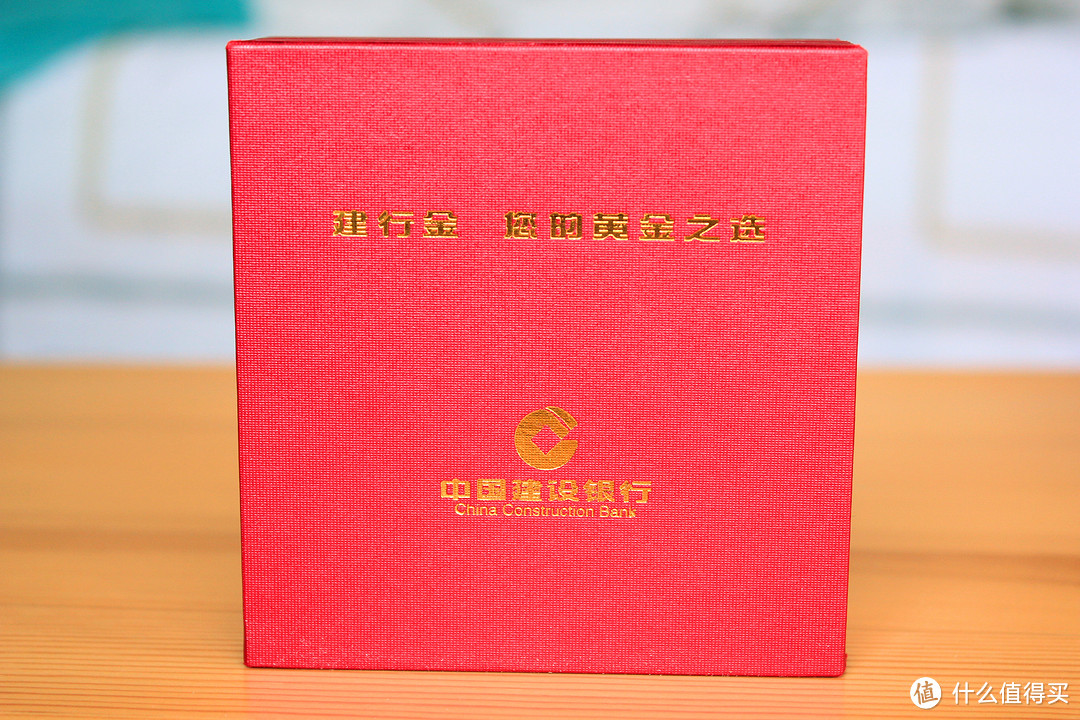 建行金 您的黄金之选
中国建设银行
China Construction Bank
值 什么值得买